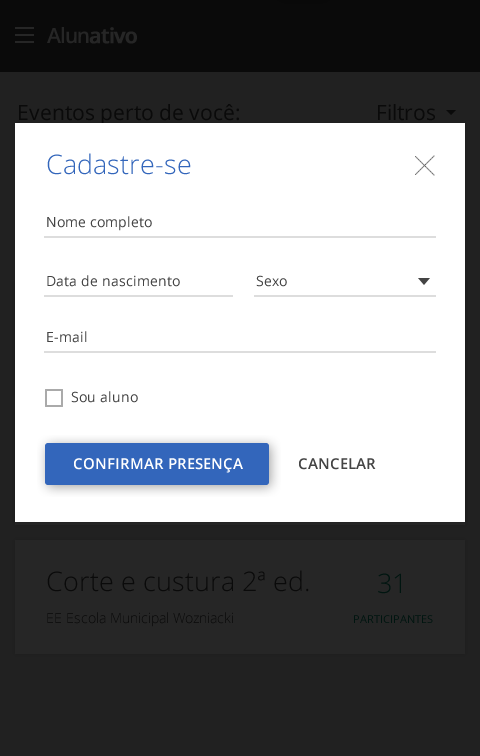 Alunativo
Eventos perto de você:
Filtros
Cadastre-se
Nome completo
Data de nascimento
Sexo
E-mail
Sou aluno
CONFIRMAR PRESENÇA
CANCELAR
Corte e custura 2ª ed.
31
EE Escola Municipal Wozniacki
PARTICIPANTES